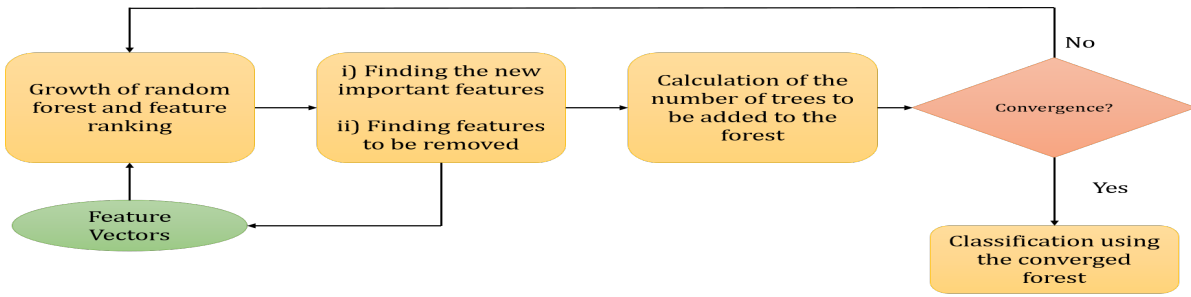 Growth of random
forest and feature
ranking
i) Finding the new
important features
ii) Finding features
to be removed
Calculation of the
number of trees to
be added to the
forest
Convergence?
No
Yes
Feature
Vectors
Classification using
the converged
forest